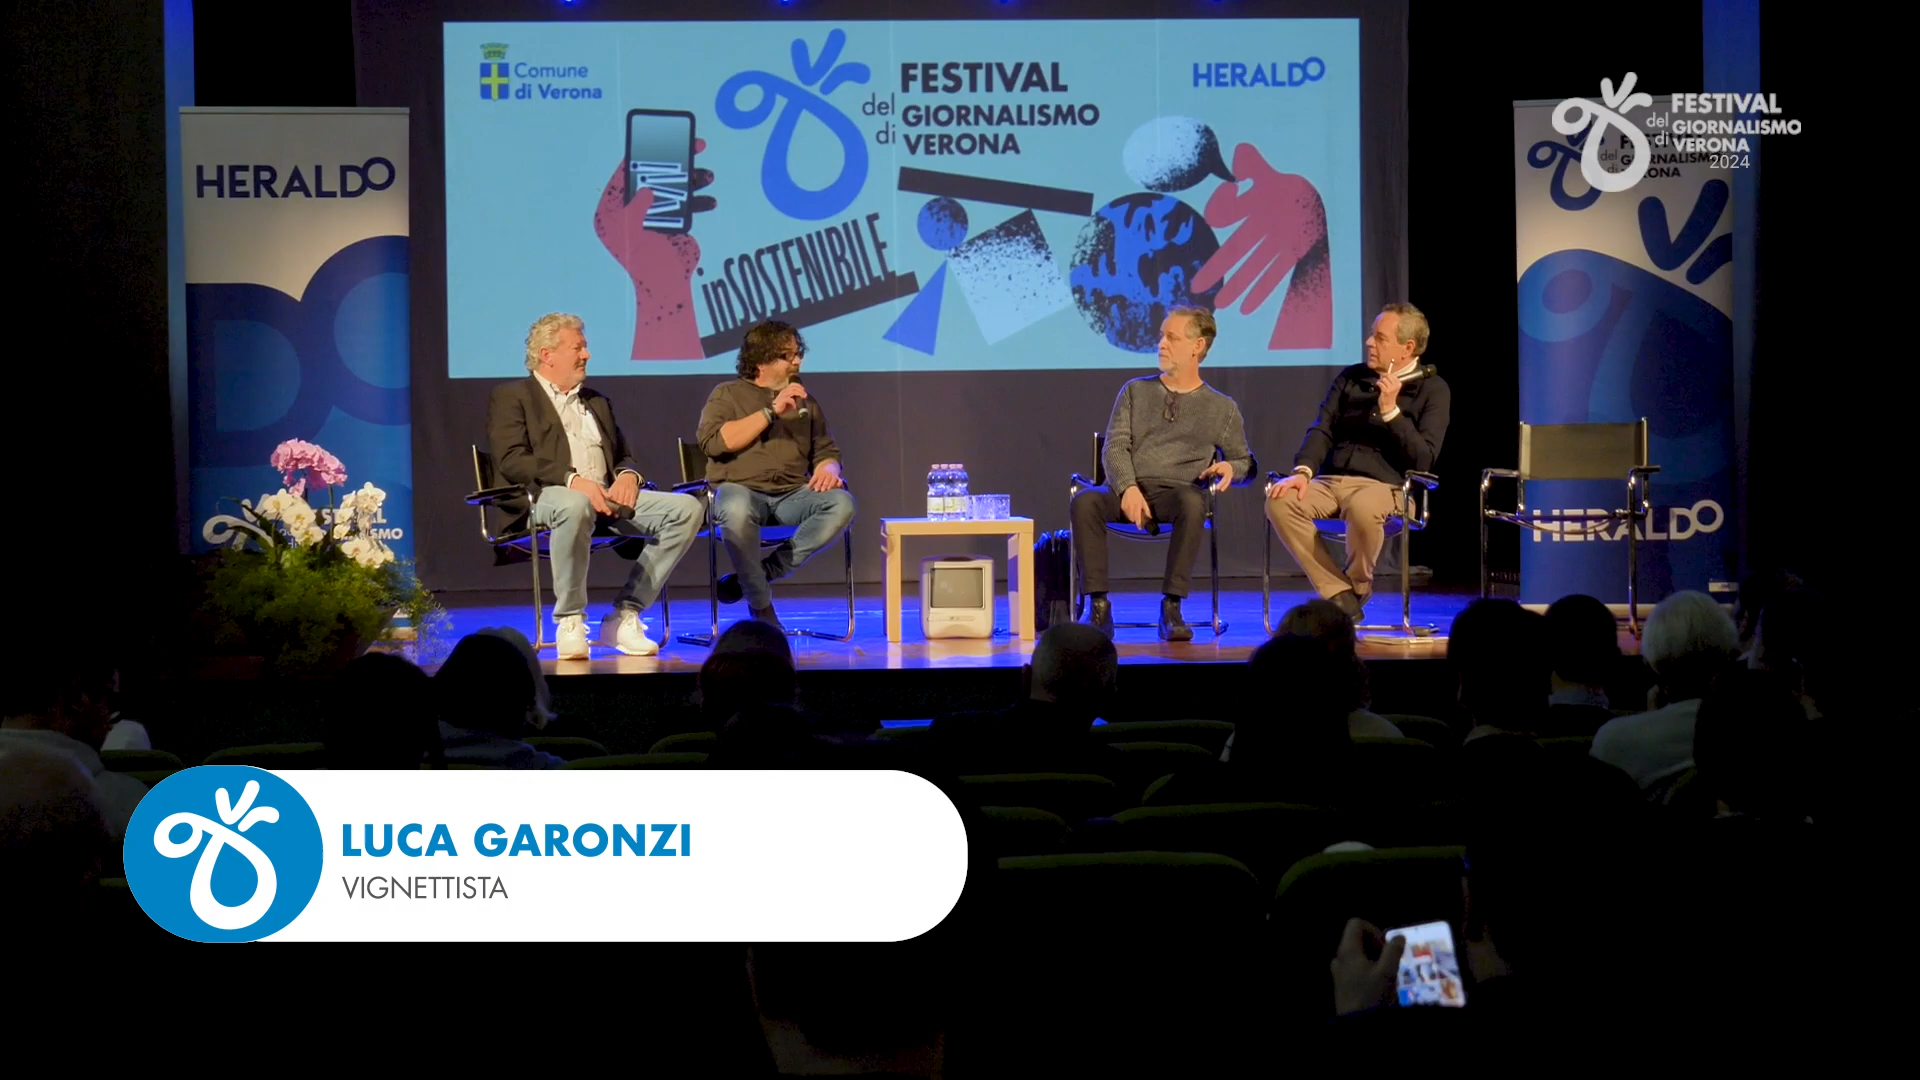 Comune
di Verona
FESTIVAL
del GIORNALISMO
di VERONA
HERALDO
inSOSTENIBILE
HERALDO
FESTIVAL
del GIORNALISMO
di VERONA
2024
HERALDO
LUCA GARONZI
VIGNETTISTA